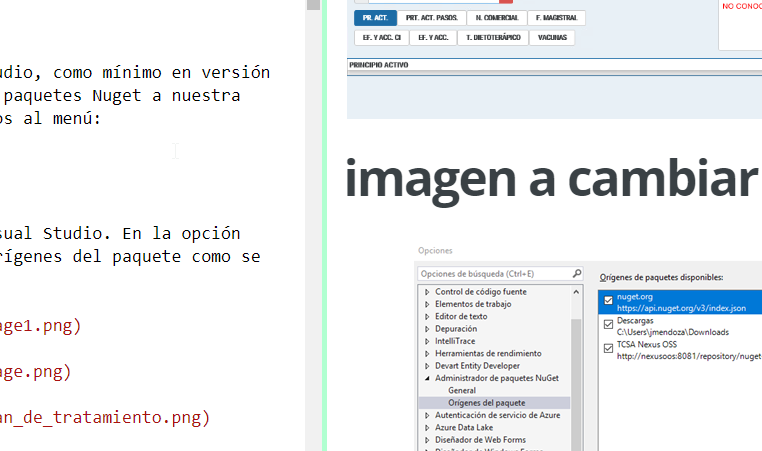 udio, como mínimo en versión
paquetes Nuget a nuestra
os al menú:
sual Studio. En la opción
rígenes del paquete como se
age1.png)
age.png)
an_de_tratamiento.png)
NO CONOC
PR. ACT.
PRT. ACT. PASOS.
N. COMERCIAL
F. MAGISTRAL
EF. Y ACC. CI
EF. Y ACC.
T. DIETOTERÁPICO
VACUNAS
PRINCIPIO ACTIVO
imagen a cambiar
Opciones
Opciones de búsqueda (Ctrl+E)
Control de código fuente
Elementos de trabajo
Editor de texto
Depuración
IntelliTrace
Herramientas de rendimiento
Devart Entity Developer
Administrador de paquetes NuGet
General
Orígenes del paquete
Autenticación de servicio de Azure
Azure Data Lake
Diseñador de Web Forms
Diseñador de Windows Forms
Orígenes de paquetes disponibles:
nuget.org
https://api.nuget.org/v3/index.json
Descargas
C:\Users\jmendoza\Downloads
TCSA Nexus OSS
http://nexusoos:8081/repository/nuget